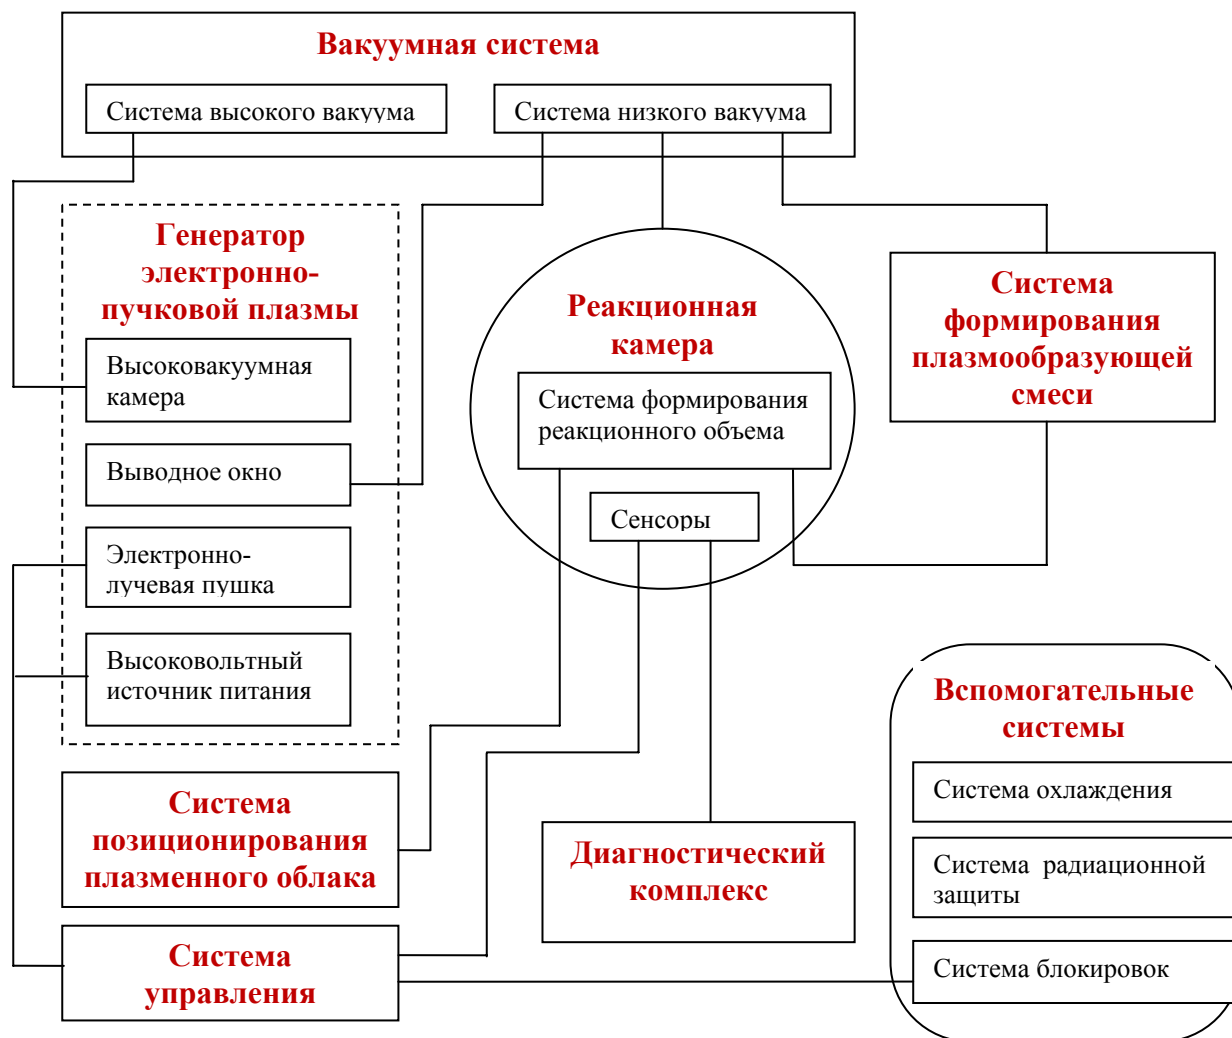 Вакуумная система
Система высокого вакуума
Система низкого вакуума
Генератор
электронно-
пучковой плазмы
Высоковакуумная
камера
Выводное окно
Электронно-
лучевая пушка
Высоковольтный
источник питания
Реакционная
камера
Система формирования
реакционного объема
Сенсоры
Система
формирования
плазмообразующей
смеси
Система
позиционирования
плазменного облака
Система
управления
Диагностический
комплекс
Вспомогательные
системы
Система охлаждения
Система радиационной
защиты
Система блокировок